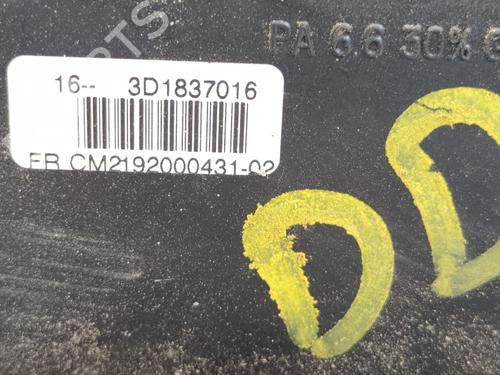 PA 6.6 30% G
16-- 3D1837016
FR CM2192000431-02
DD